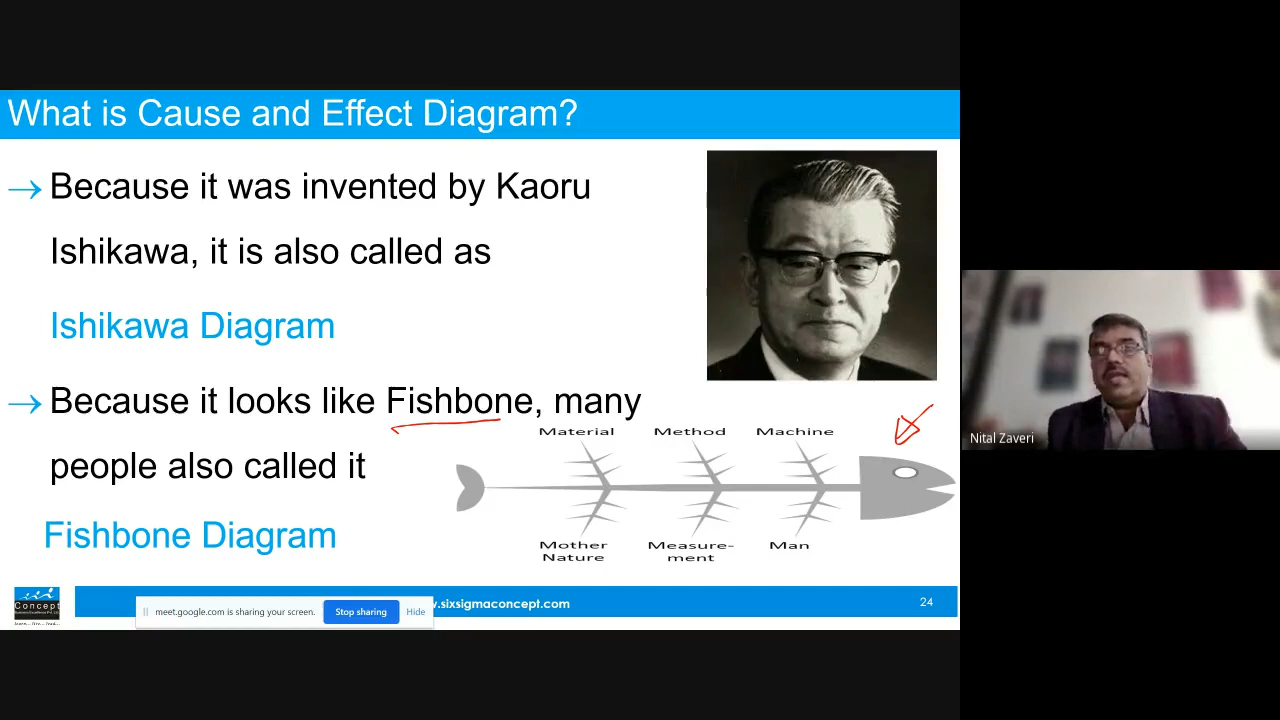 What is Cause and Effect Diagram?
→ Because it was invented by Kaoru
Ishikawa, it is also called as
Ishikawa Diagram
→ Because it looks like Fishbone, many
people also called it
Fishbone Diagram
Material Method Machine
Mother Measure- Man
Nature ment
Nital Zaveri
Concept
meet.google.com is sharing your screen. Stop sharing Hide
.sixsigmaconcept.com
24